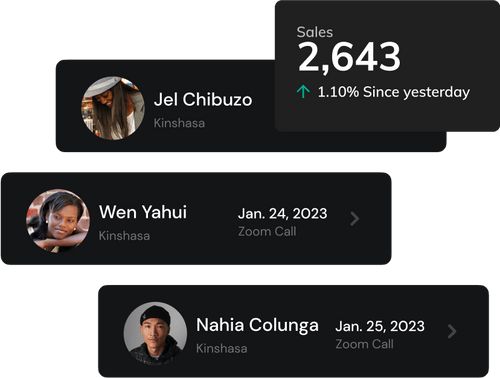 Sales
2,643
1.10% Since yesterday
Jel Chibuzo
Kinshasa
Wen Yahui
Kinshasa
Jan. 24, 2023
Zoom Call
Nahia Colunga
Kinshasa
Jan. 25, 2023
Zoom Call